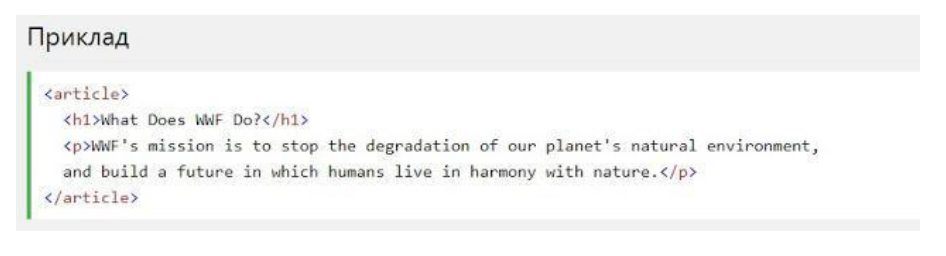 Приклад
<article>
<h1>What Does WWF Do?</h1>
<p>WWF's mission is to stop the degradation of our planet's natural environment,
and build a future in which humans live in harmony with nature.</p>
</article>